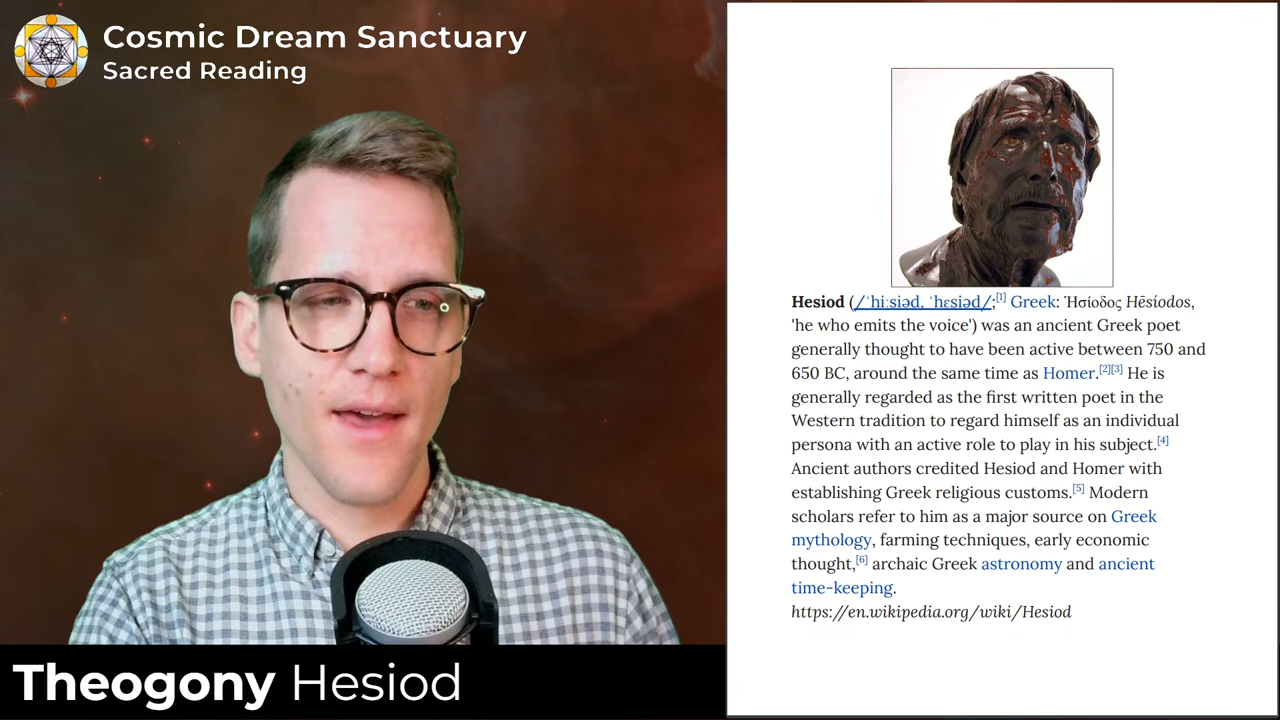 Cosmic Dream Sanctuary
Sacred Reading
Hesiod (/ˈhiːsiəd, ˈhɛsiəd/;[1] Greek: Ἡσίοδος Hēsíodos,
'he who emits the voice') was an ancient Greek poet
generally thought to have been active between 750 and
650 BC, around the same time as Homer.[2][3] He is
generally regarded as the first written poet in the
Western tradition to regard himself as an individual
persona with an active role to play in his subject.[4]
Ancient authors credited Hesiod and Homer with
establishing Greek religious customs.[5] Modern
scholars refer to him as a major source on Greek
mythology, farming techniques, early economic
thought,[6] archaic Greek astronomy and ancient
time-keeping.
https://en.wikipedia.org/wiki/Hesiod
Theogony Hesiod